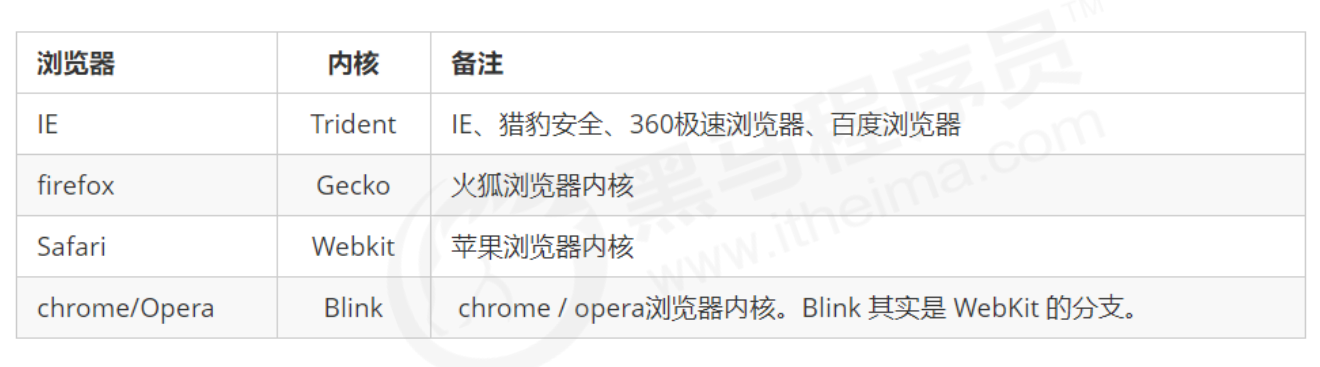 浏览器 内核 备注
IE Trident IE、猎豹安全、360极速浏览器、百度浏览器
firefox Gecko 火狐浏览器内核
Safari Webkit 苹果浏览器内核
chrome/Opera Blink chrome / opera浏览器内核。Blink 其实是 WebKit 的分支。
黑马程序员™
www.itheima.com